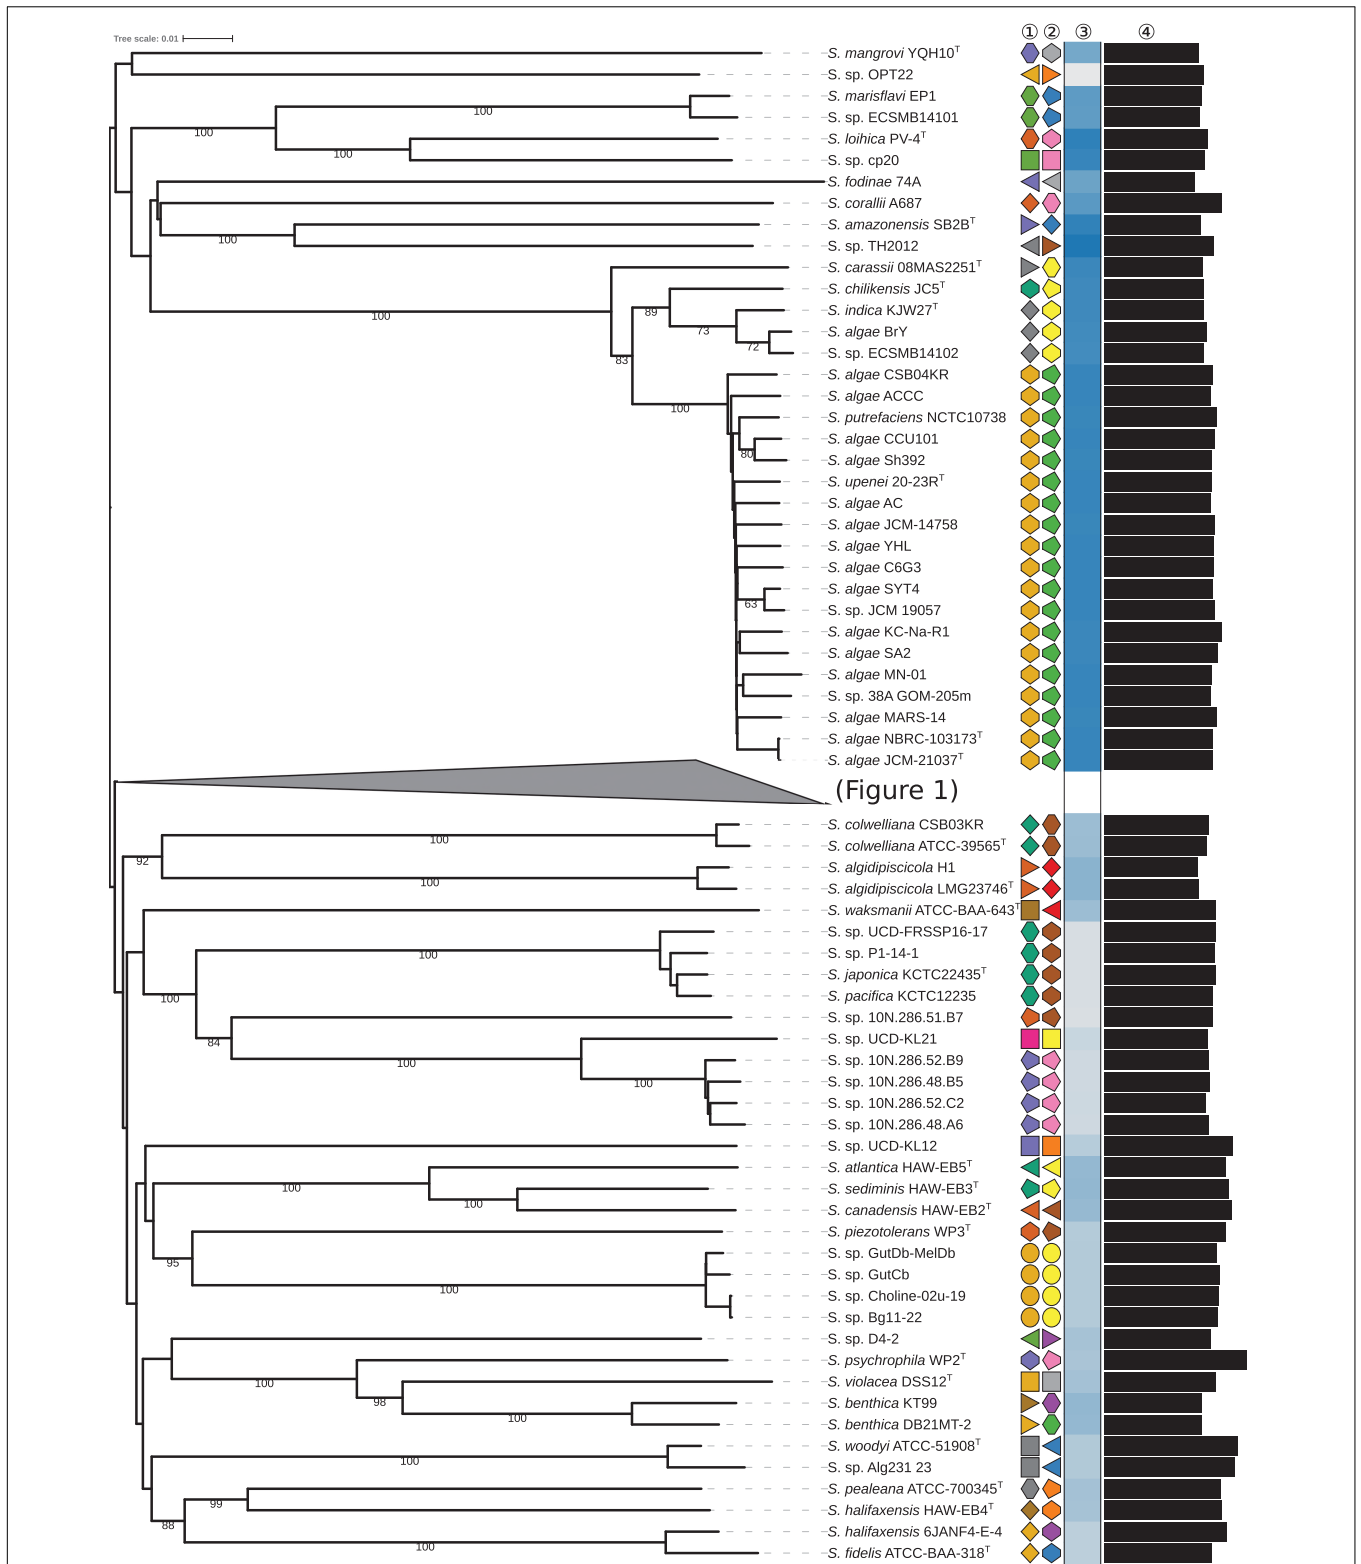 ① ② ③ ④
Tree scale: 0.01
S. mangrovi YQH10T
S. sp. OPT22
S. marisflavi EP1
100
S. sp. ECSMB14101
100
S. loihica PV-4T
100
S. sp. cp20
S. fodinae 74A
S. corallii A687
S. amazonensis SB2BT
100
S. sp. TH2012
S. carassii 08MAS2251T
S. chilikensis JC5T
89
S. indica KJW27T
100
73
S. algae BrY
72
S. sp. ECSMB14102
83
S. algae CSB04KR
S. algae ACCC
100
S. putrefaciens NCTC10738
S. algae CCU101
80
S. algae Sh392
S. upenei 20-23RT
S. algae AC
S. algae JCM-14758
S. algae YHL
S. algae C6G3
S. algae SYT4
63
S. sp. JCM 19057
S. algae KC-Na-R1
S. algae SA2
S. algae MN-01
S. sp. 38A GOM-205m
S. algae MARS-14
S. algae NBRC-103173T
S. algae JCM-21037T
(Figure 1)
S. colwelliana CSB03KR
100
S. colwelliana ATCC-39565T
92
S. algidipiscicola H1
100
S. algidipiscicola LMG23746T
S. waksmanii ATCC-BAA-643T
S. sp. UCD-FRSSP16-17
100
S. sp. P1-14-1
S. japonica KCTC22435T
100
S. pacifica KCTC12235
S. sp. 10N.286.51.B7
84
S. sp. UCD-KL21
100
S. sp. 10N.286.52.B9
100
S. sp. 10N.286.48.B5
S. sp. 10N.286.52.C2
S. sp. 10N.286.48.A6
S. sp. UCD-KL12
S. atlantica HAW-EB5T
100
S. sediminis HAW-EB3T
100
S. canadensis HAW-EB2T
S. piezotolerans WP3T
95
S. sp. GutDb-MelDb
S. sp. GutCb
100
S. sp. Choline-02u-19
S. sp. Bg11-22
S. sp. D4-2
S. psychrophila WP2T
100
S. violacea DSS12T
98
S. benthica KT99
100
S. benthica DB21MT-2
S. woodyi ATCC-51908T
100
S. sp. Alg231 23
S. pealeana ATCC-700345T
99
S. halifaxensis HAW-EB4T
88
S. halifaxensis 6JANF4-E-4
100
S. fidelis ATCC-BAA-318T